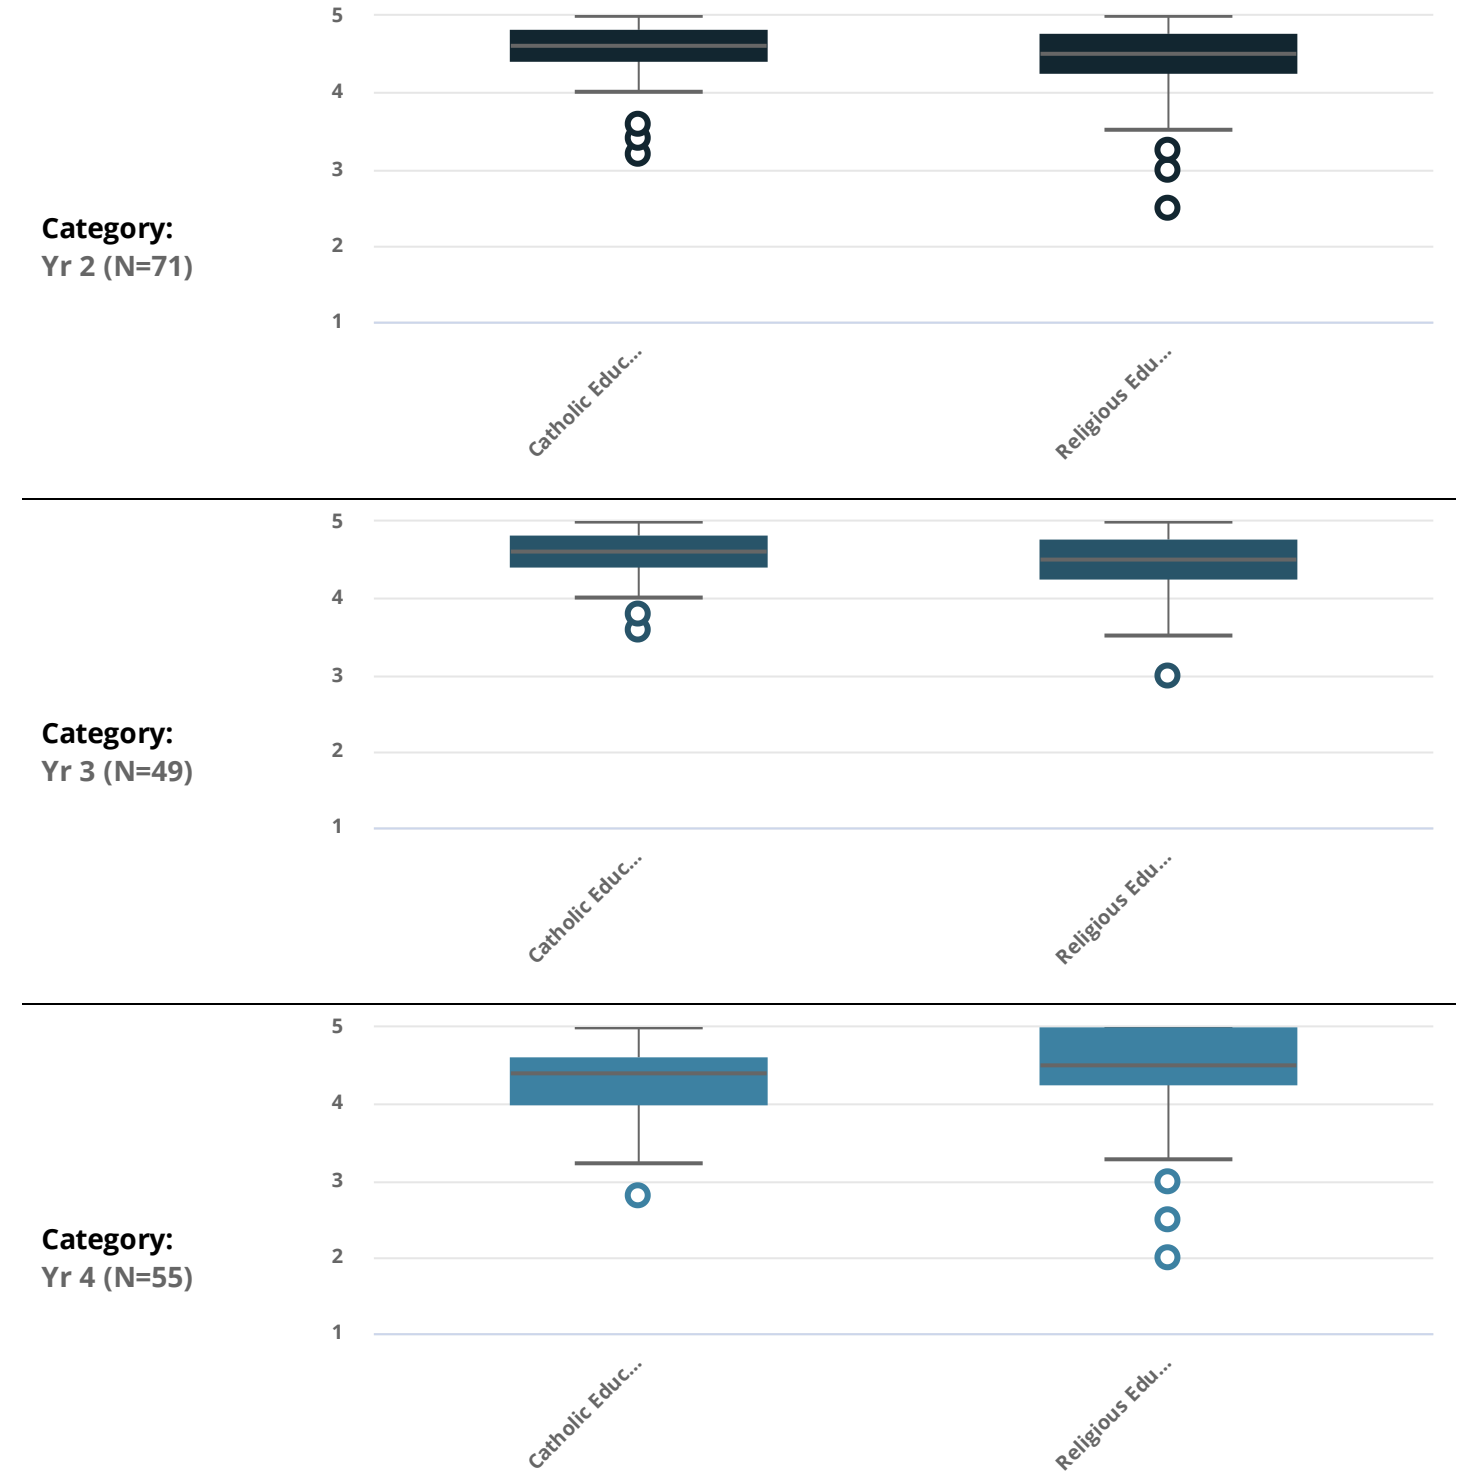 5
4
3
2
1
Category:
Yr 2 (N=71)
Catholic Educ...
Religious Edu...
5
4
3
2
1
Category:
Yr 3 (N=49)
Catholic Educ...
Religious Edu...
5
4
3
2
1
Category:
Yr 4 (N=55)
Catholic Educ...
Religious Edu...